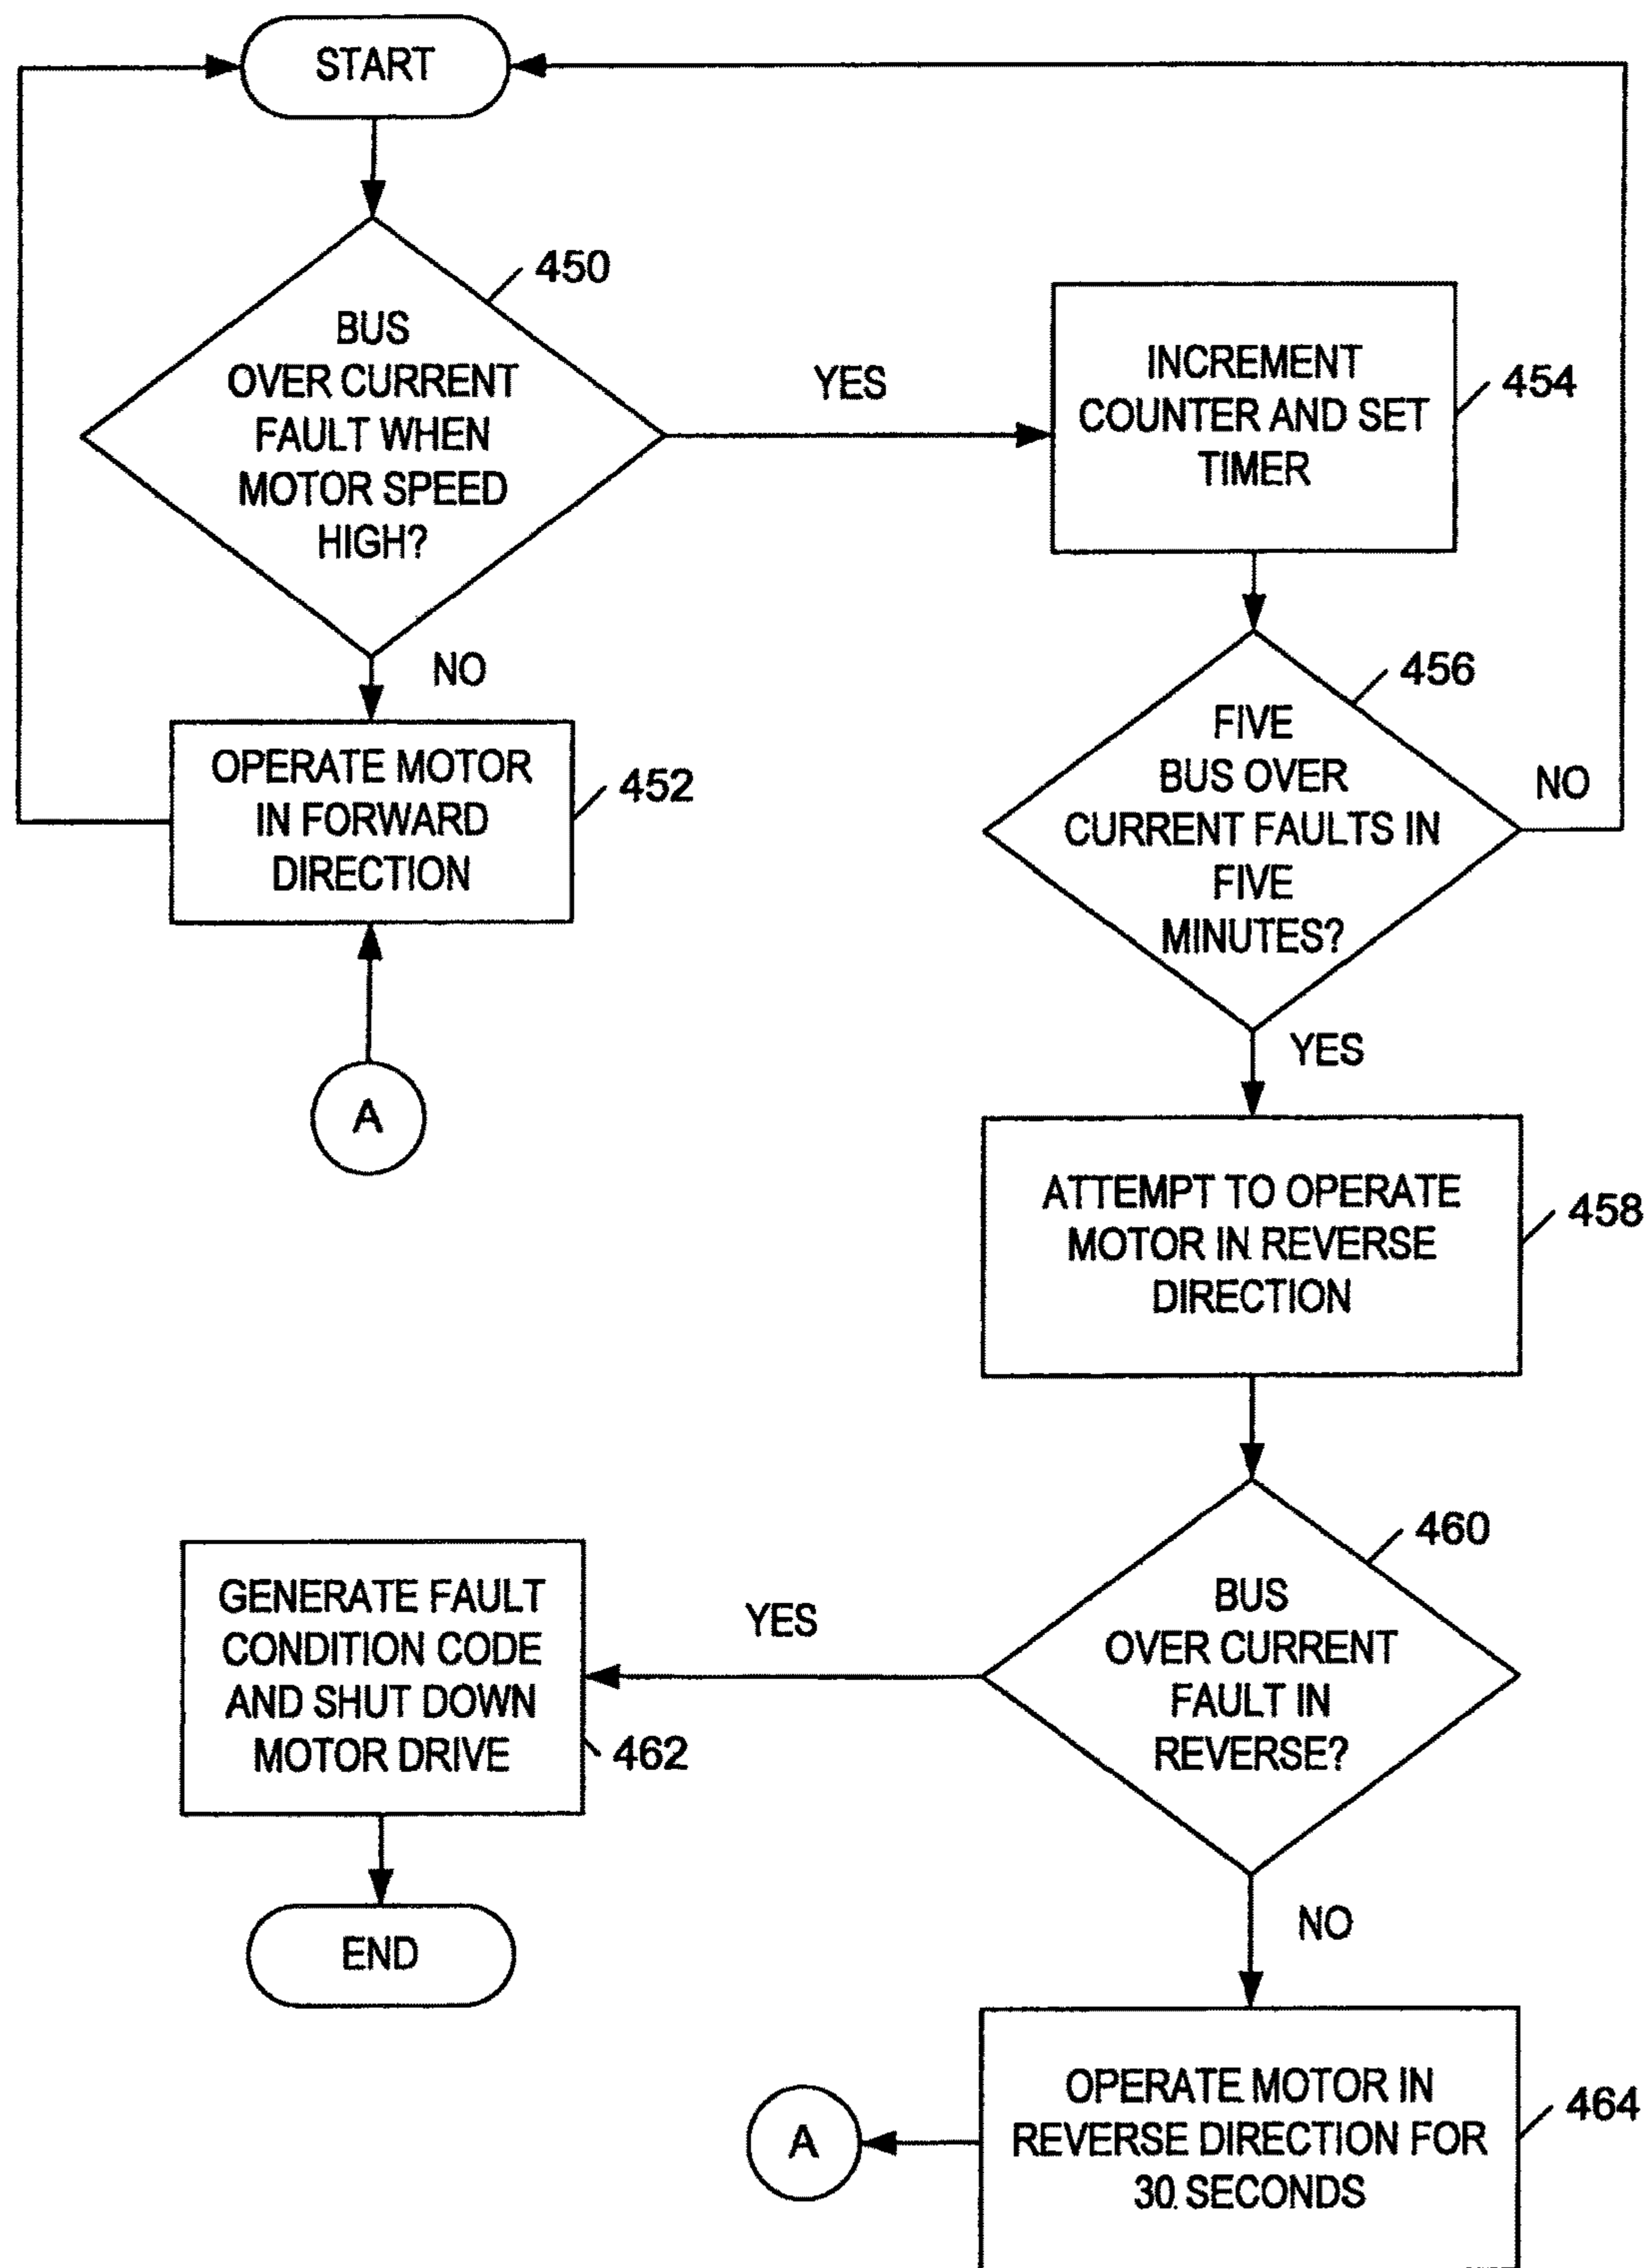 START
450
BUS
OVER CURRENT
FAULT WHEN
MOTOR SPEED
HIGH?
YES
INCREMENT
COUNTER AND SET
TIMER
454
NO
OPERATE MOTOR
IN FORWARD
DIRECTION
452
A
456
FIVE
BUS OVER
CURRENT FAULTS IN
FIVE
MINUTES?
NO
YES
ATTEMPT TO OPERATE
MOTOR IN REVERSE
DIRECTION
458
460
BUS
OVER CURRENT
FAULT IN
REVERSE?
YES
GENERATE FAULT
CONDITION CODE
AND SHUT DOWN
MOTOR DRIVE
462
END
NO
OPERATE MOTOR IN
REVERSE DIRECTION FOR
30 SECONDS
464
A